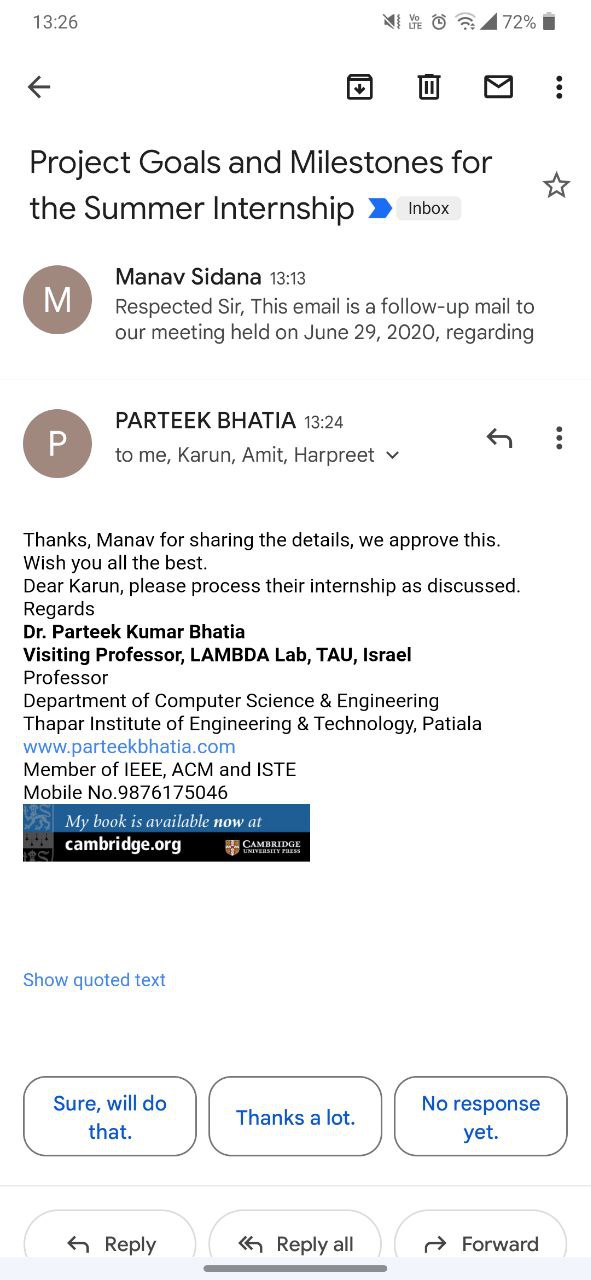 13:26
Vo
LTE
72%
Project Goals and Milestones for
the Summer Internship
Inbox
M
Manav Sidana 13:13
Respected Sir, This email is a follow-up mail to
our meeting held on June 29, 2020, regarding
P
PARTEEK BHATIA 13:24
to me, Karun, Amit, Harpreet
Thanks, Manav for sharing the details, we approve this.
Wish you all the best.
Dear Karun, please process their internship as discussed.
Regards
Dr. Parteek Kumar Bhatia
Visiting Professor, LAMBDA Lab, TAU, Israel
Professor
Department of Computer Science & Engineering
Thapar Institute of Engineering & Technology, Patiala
www.parteekbhatia.com
Member of IEEE, ACM and ISTE
Mobile No.9876175046
My book is available now at
cambridge.org
CAMBRIDGE
UNIVERSITY PRESS
Show quoted text
Sure, will do
that.
Thanks a lot.
No response
yet.
Reply
Reply all
Forward